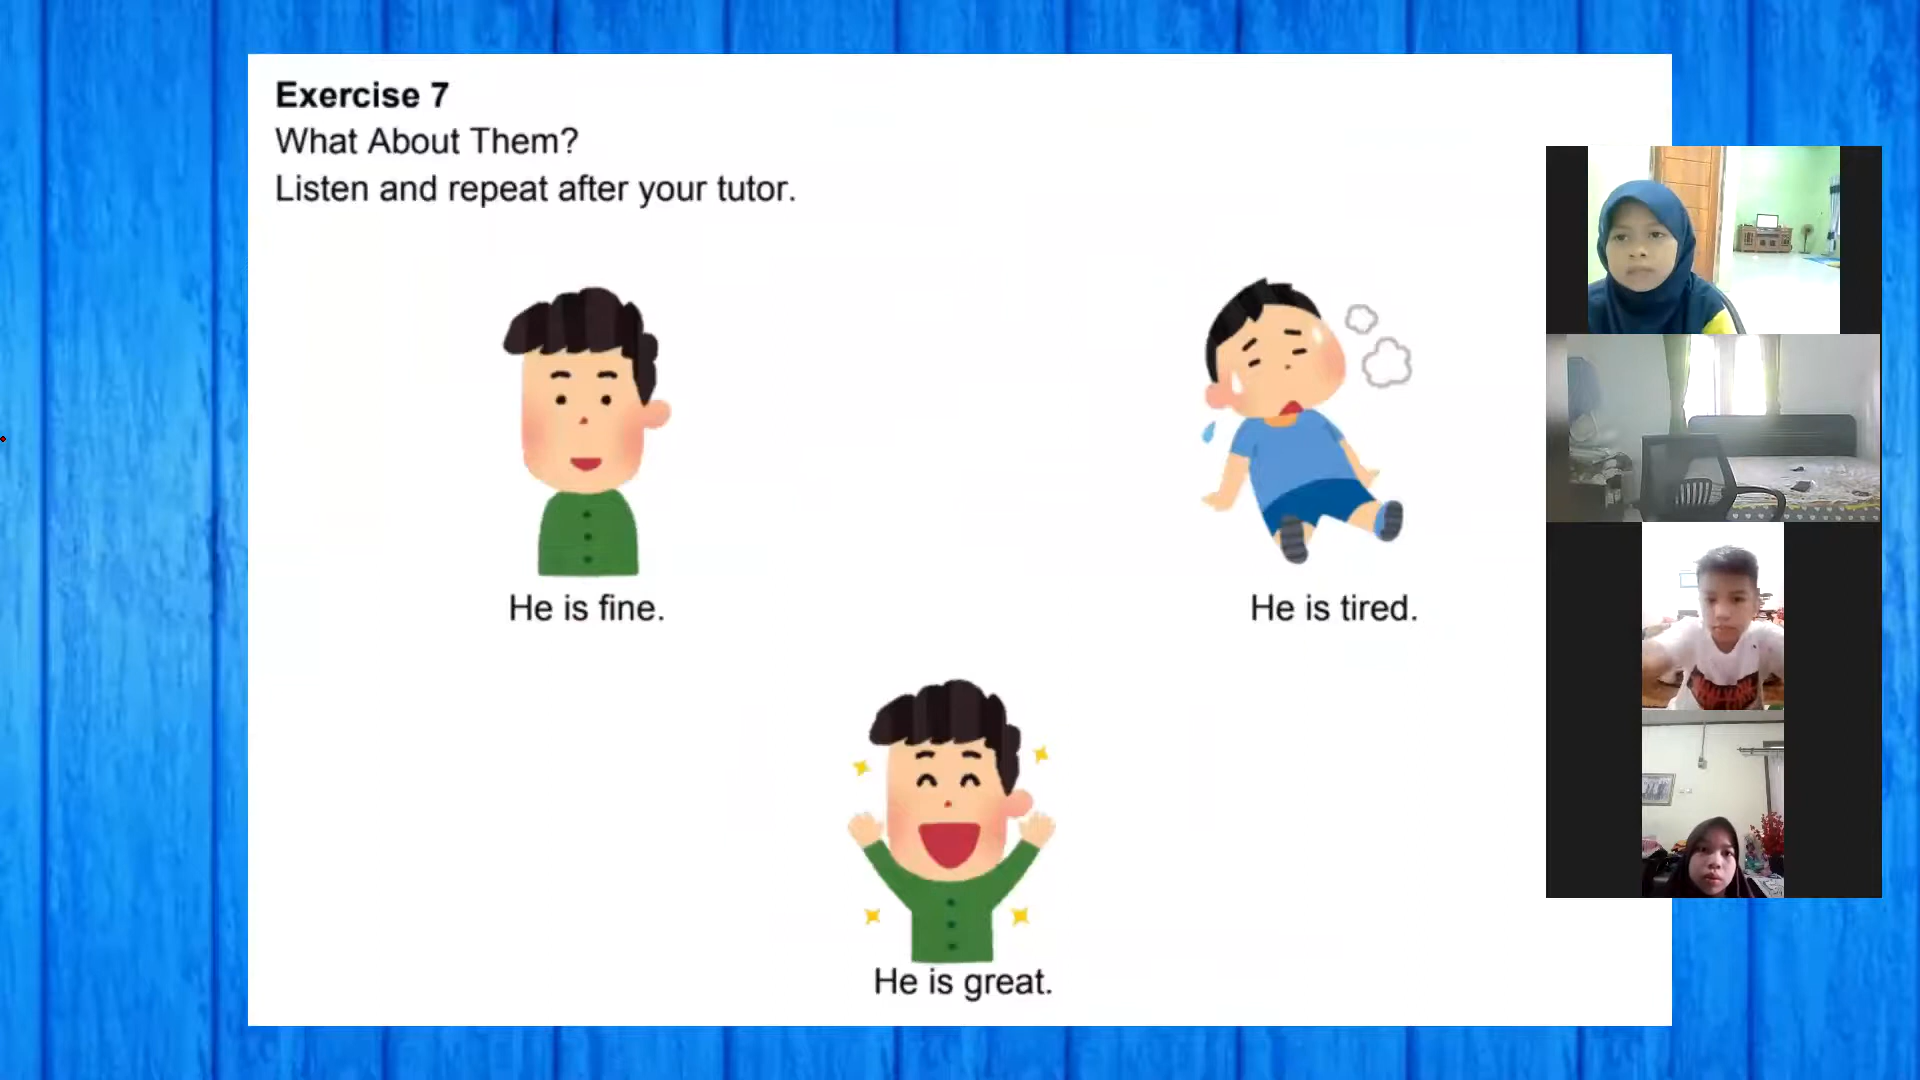 Exercise 7
What About Them?
Listen and repeat after your tutor.
He is fine.
He is tired.
He is great.